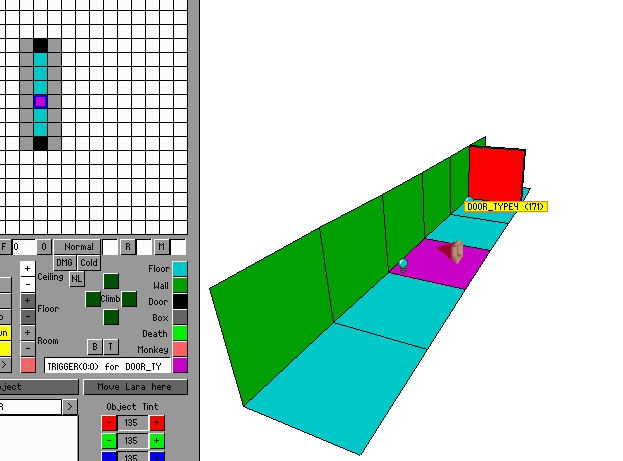 DOOR_TYPE4 (171)
F 0 0 Normal R M
DMG Cold
Ceiling + NL Floor
- Wall
+ Climb Door
Floor - Box
+ Death
Room - B T Monkey
> TRIGGER(0:0) for DOOR_TY
ject Move Lara here
R > Object Tint
- 135 +
- 135 +
- 135 +